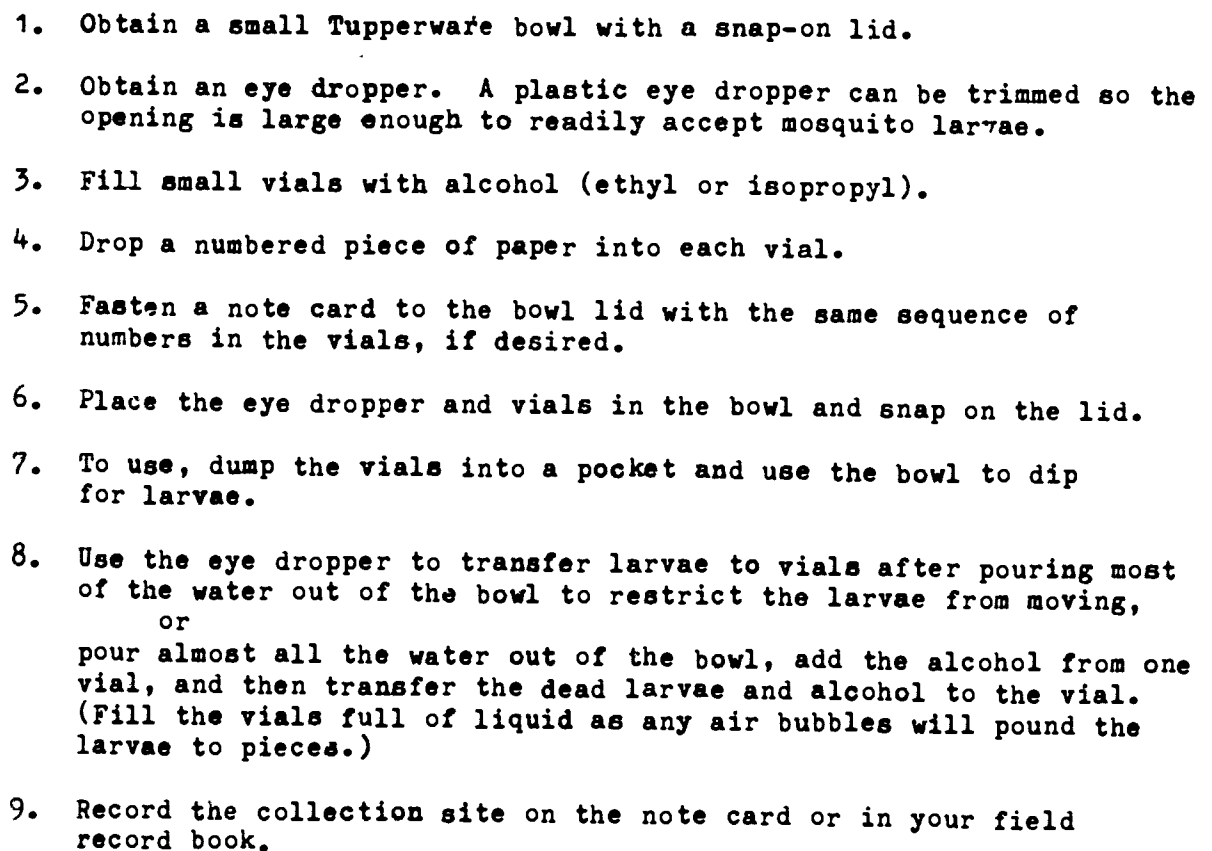 1. Obtain a small Tupperware bowl with a snap-on lid.
2. Obtain an eye dropper. A plastic eye dropper can be trimmed so the
opening is large enough to readily accept mosquito larvae.
3. Fill small vials with alcohol (ethyl or isopropyl).
4. Drop a numbered piece of paper into each vial.
5. Fasten a note card to the bowl lid with the same sequence of
numbers in the vials, if desired.
6. Place the eye dropper and vials in the bowl and snap on the lid.
7. To use, dump the vials into a pocket and use the bowl to dip
for larvae.
8. Use the eye dropper to transfer larvae to vials after pouring most
of the water out of the bowl to restrict the larvae from moving,
or
pour almost all the water out of the bowl, add the alcohol from one
vial, and then transfer the dead larvae and alcohol to the vial.
(Fill the vials full of liquid as any air bubbles will pound the
larvae to pieces.)
9. Record the collection site on the note card or in your field
record book.